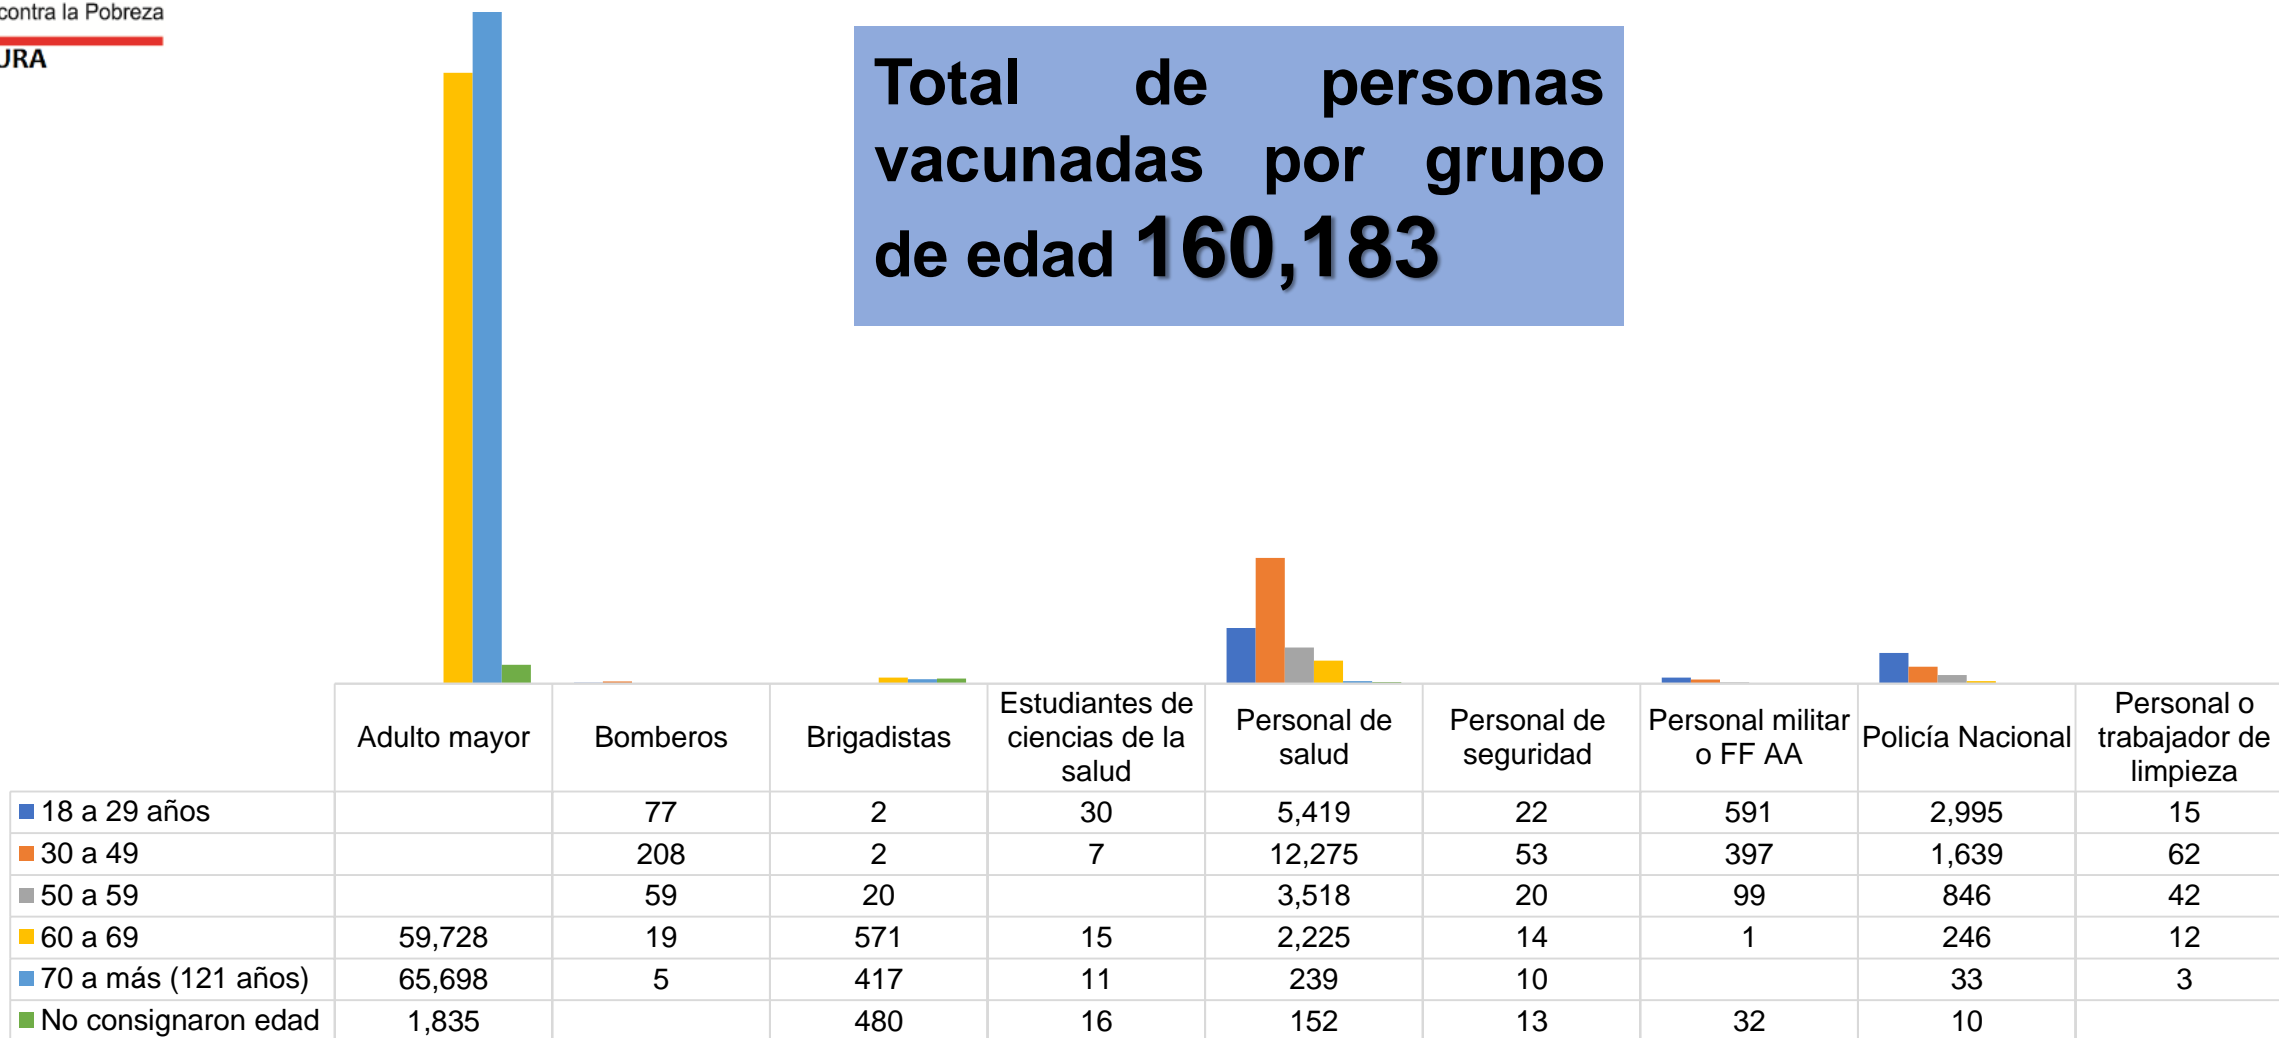 contra la Pobreza
URA
Total de personas
vacunadas por grupo
de edad 160,183
Adulto mayor Bomberos Brigadistas Estudiantes de ciencias de la salud Personal de salud Personal de seguridad Personal militar o FF AA Policía Nacional Personal o trabajador de limpieza
18 a 29 años 77 2 30 5,419 22 591 2,995 15
30 a 49 208 2 7 12,275 53 397 1,639 62
50 a 59 59 20 3,518 20 99 846 42
60 a 69 59,728 19 571 15 2,225 14 1 246 12
70 a más (121 años) 65,698 5 417 11 239 10 33 3
No consignaron edad 1,835 480 16 152 13 32 10